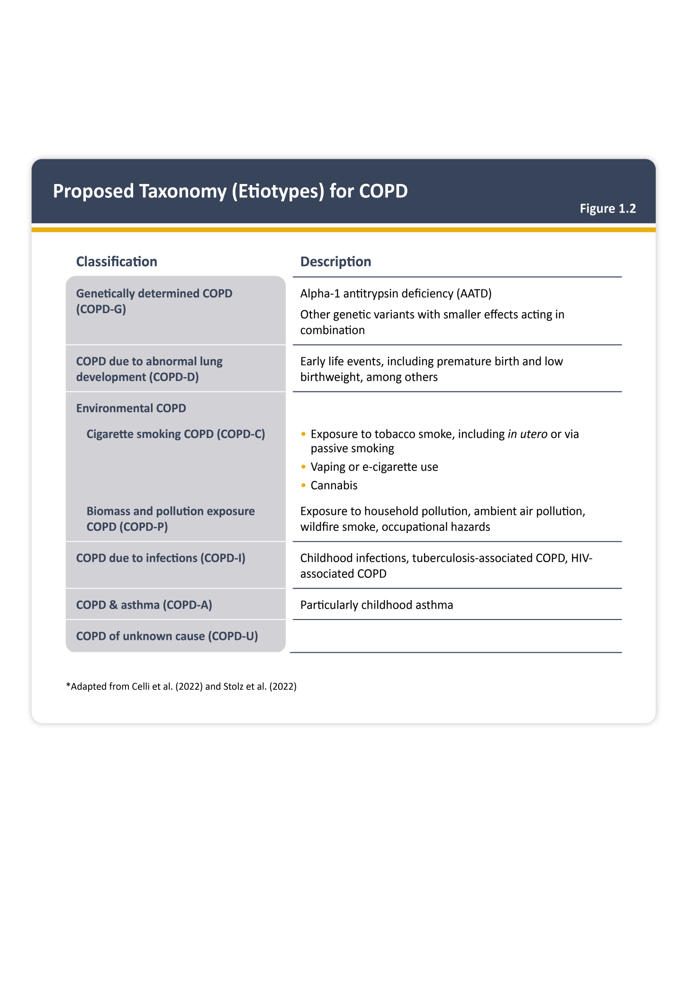 Proposed Taxonomy (Etiotypes) for COPD
Figure 1.2
Classification
Description
Genetically determined COPD
(COPD-G)
Alpha-1 antitrypsin deficiency (AATD)
Other genetic variants with smaller effects acting in
combination
COPD due to abnormal lung
development (COPD-D)
Early life events, including premature birth and low
birthweight, among others
Environmental COPD
Cigarette smoking COPD (COPD-C)
• Exposure to tobacco smoke, including in utero or via
passive smoking
• Vaping or e-cigarette use
• Cannabis
Biomass and pollution exposure
COPD (COPD-P)
Exposure to household pollution, ambient air pollution,
wildfire smoke, occupational hazards
COPD due to infections (COPD-I)
Childhood infections, tuberculosis-associated COPD, HIV-
associated COPD
COPD & asthma (COPD-A)
Particularly childhood asthma
COPD of unknown cause (COPD-U)
*Adapted from Celli et al. (2022) and Stolz et al. (2022)